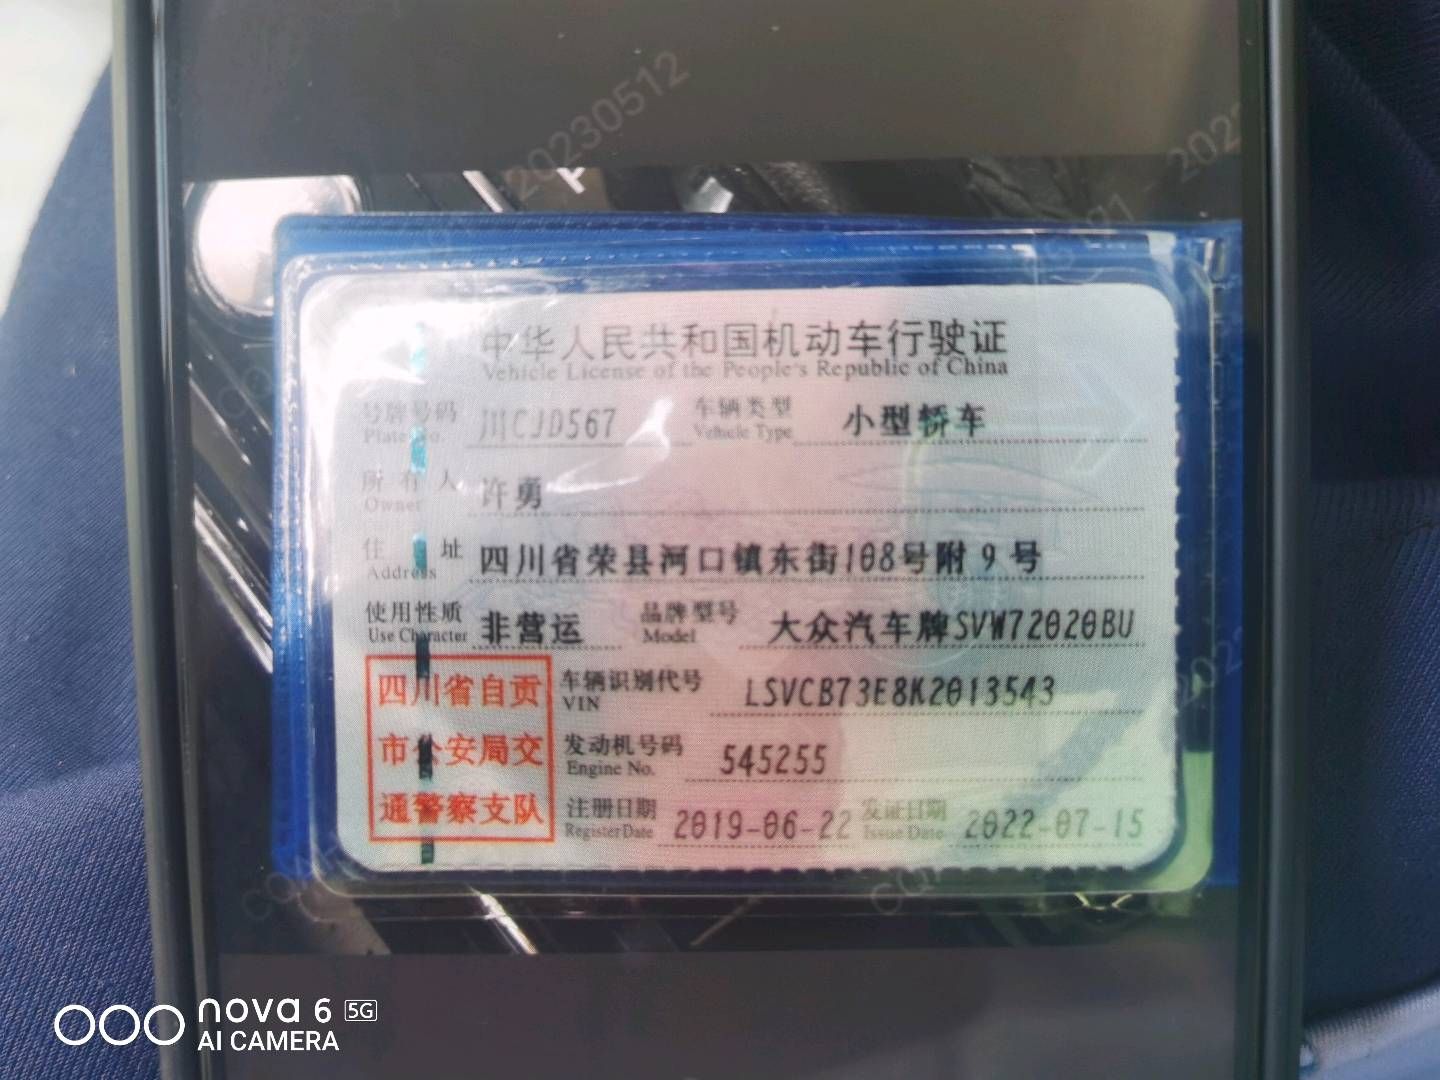 20230512
中华人民共和国机动车行驶证
Vehicle License of the People's Republic of China
号牌号码 川CJD567 车辆类型 小型轿车
Plate No. Vehicle Type
所有人 许勇
Owner
住址 四川省荣县河口镇东街108号附9号
Address
使用性质 非营运 品牌型号 大众汽车牌SVW72020BU
Use Character Model
四川省自贡
市公安局交
通警察支队
车辆识别代号 LSVCB73E8K2013543
VIN
发动机号码 545255
Engine No.
注册日期 2019-06-22 发证日期 2022-07-15
Register Date Issue Date
nova 6 5G
AI CAMERA